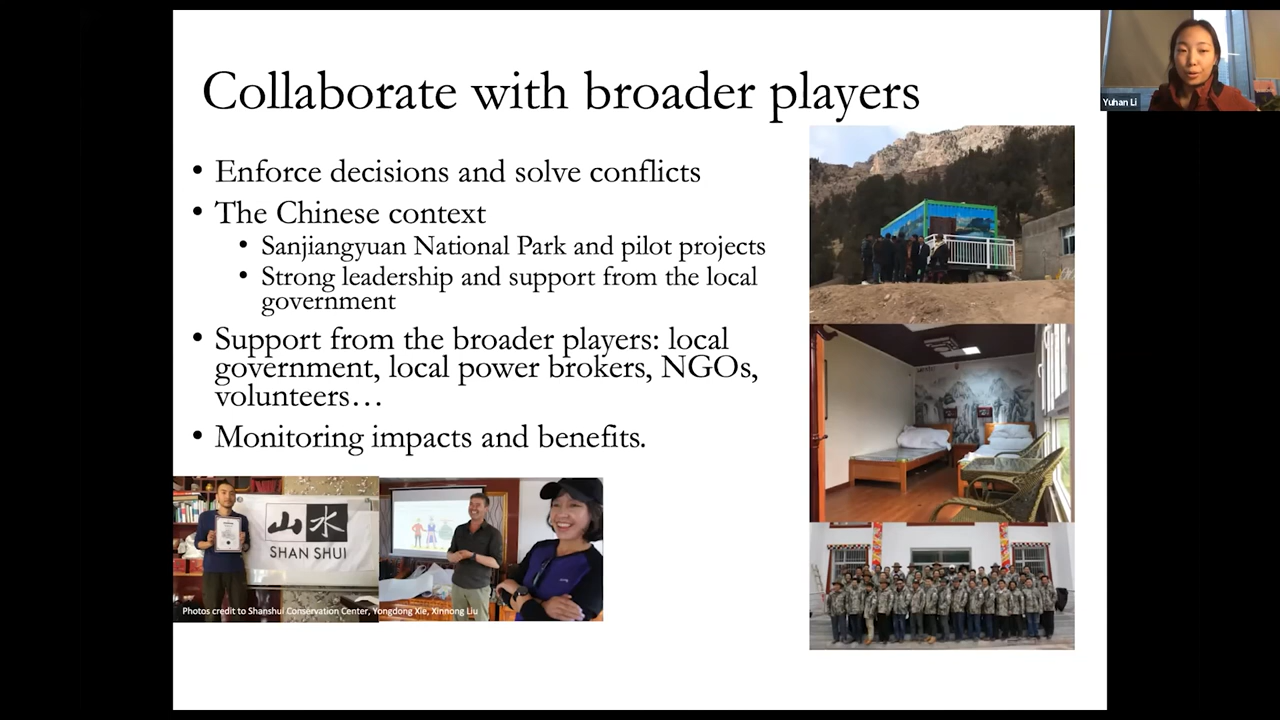 Collaborate with broader players
• Enforce decisions and solve conflicts
• The Chinese context
• Sanjiangyuan National Park and pilot projects
• Strong leadership and support from the local
government
• Support from the broader players: local
government, local power brokers, NGOs,
volunteers…
• Monitoring impacts and benefits.
山水
SHAN SHUI
Photos credit to Shanshui Conservation Center, Yongdong Xie, Xinnong Liu
Yuhan Li